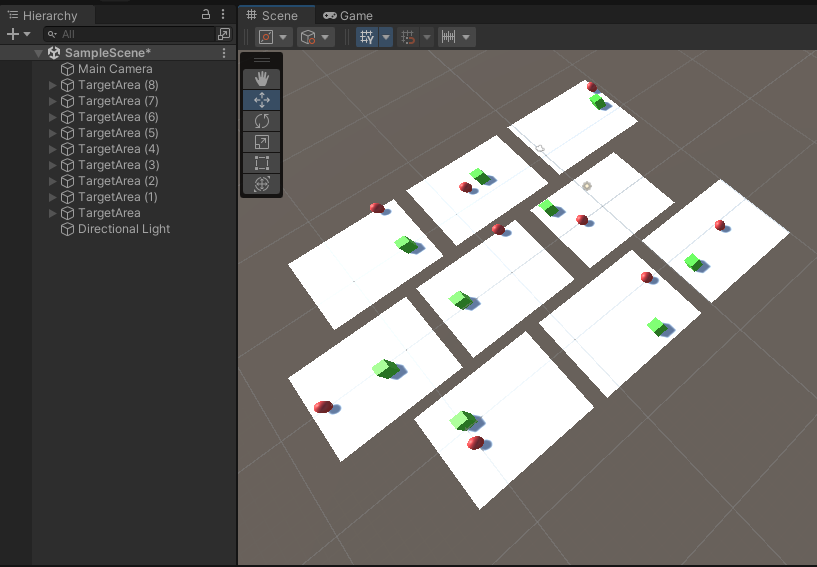 Hierarchy
Scene
Game
All
SampleScene*
Main Camera
TargetArea (8)
TargetArea (7)
TargetArea (6)
TargetArea (5)
TargetArea (4)
TargetArea (3)
TargetArea (2)
TargetArea (1)
TargetArea
Directional Light